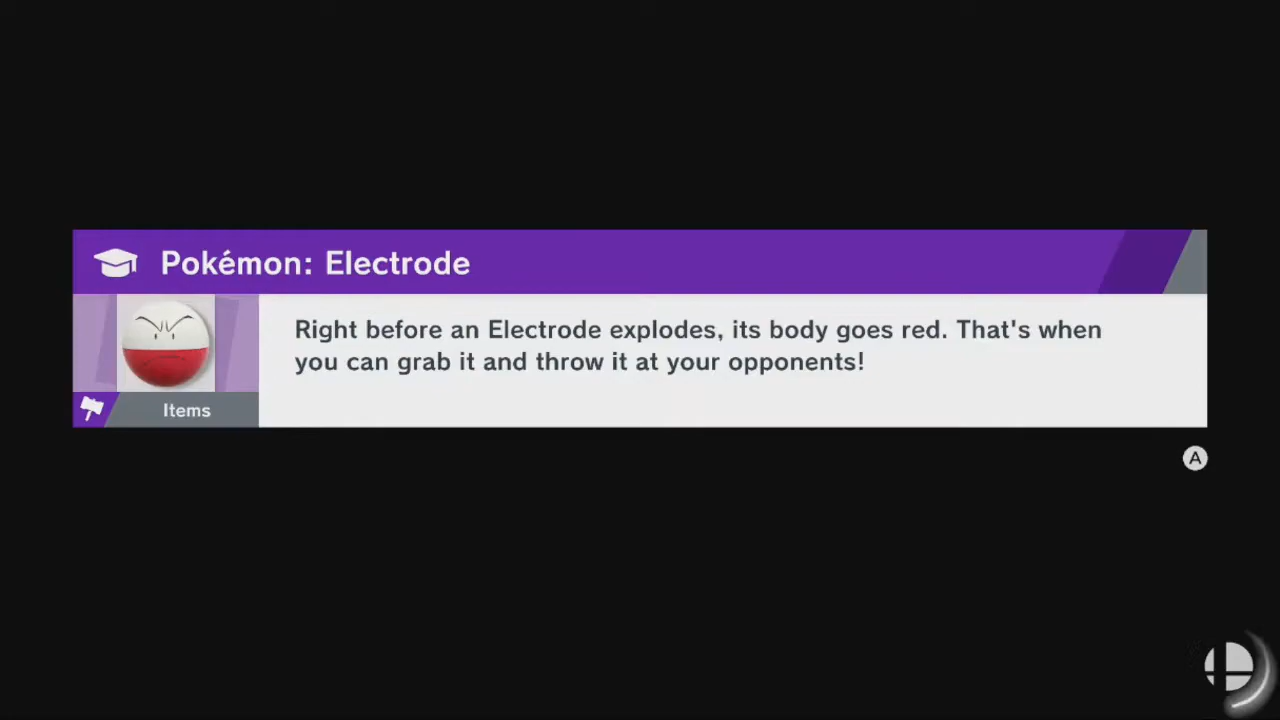 Pokémon: Electrode
Right before an Electrode explodes, its body goes red. That's when
you can grab it and throw it at your opponents!
Items
A